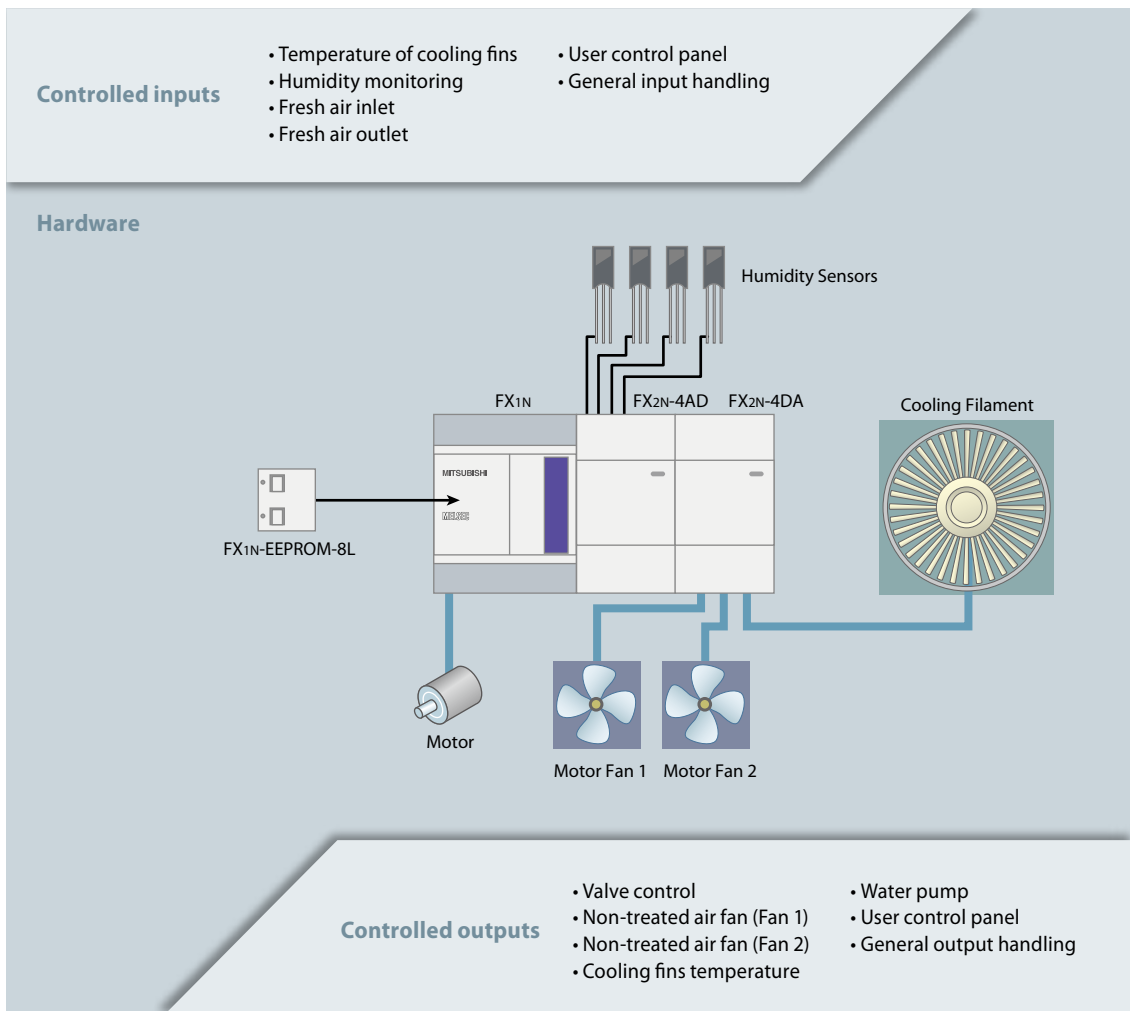 Controlled inputs
• Temperature of cooling fins
• Humidity monitoring
• Fresh air inlet
• Fresh air outlet
• User control panel
• General input handling
Hardware
Humidity Sensors
FX1N
FX2N-4AD
FX2N-4DA
Cooling Filament
MITSUBISHI
MELSEC
FX1N-EEPROM-8L
Motor
Motor Fan 1
Motor Fan 2
Controlled outputs
• Valve control
• Non-treated air fan (Fan 1)
• Non-treated air fan (Fan 2)
• Cooling fins temperature
• Water pump
• User control panel
• General output handling